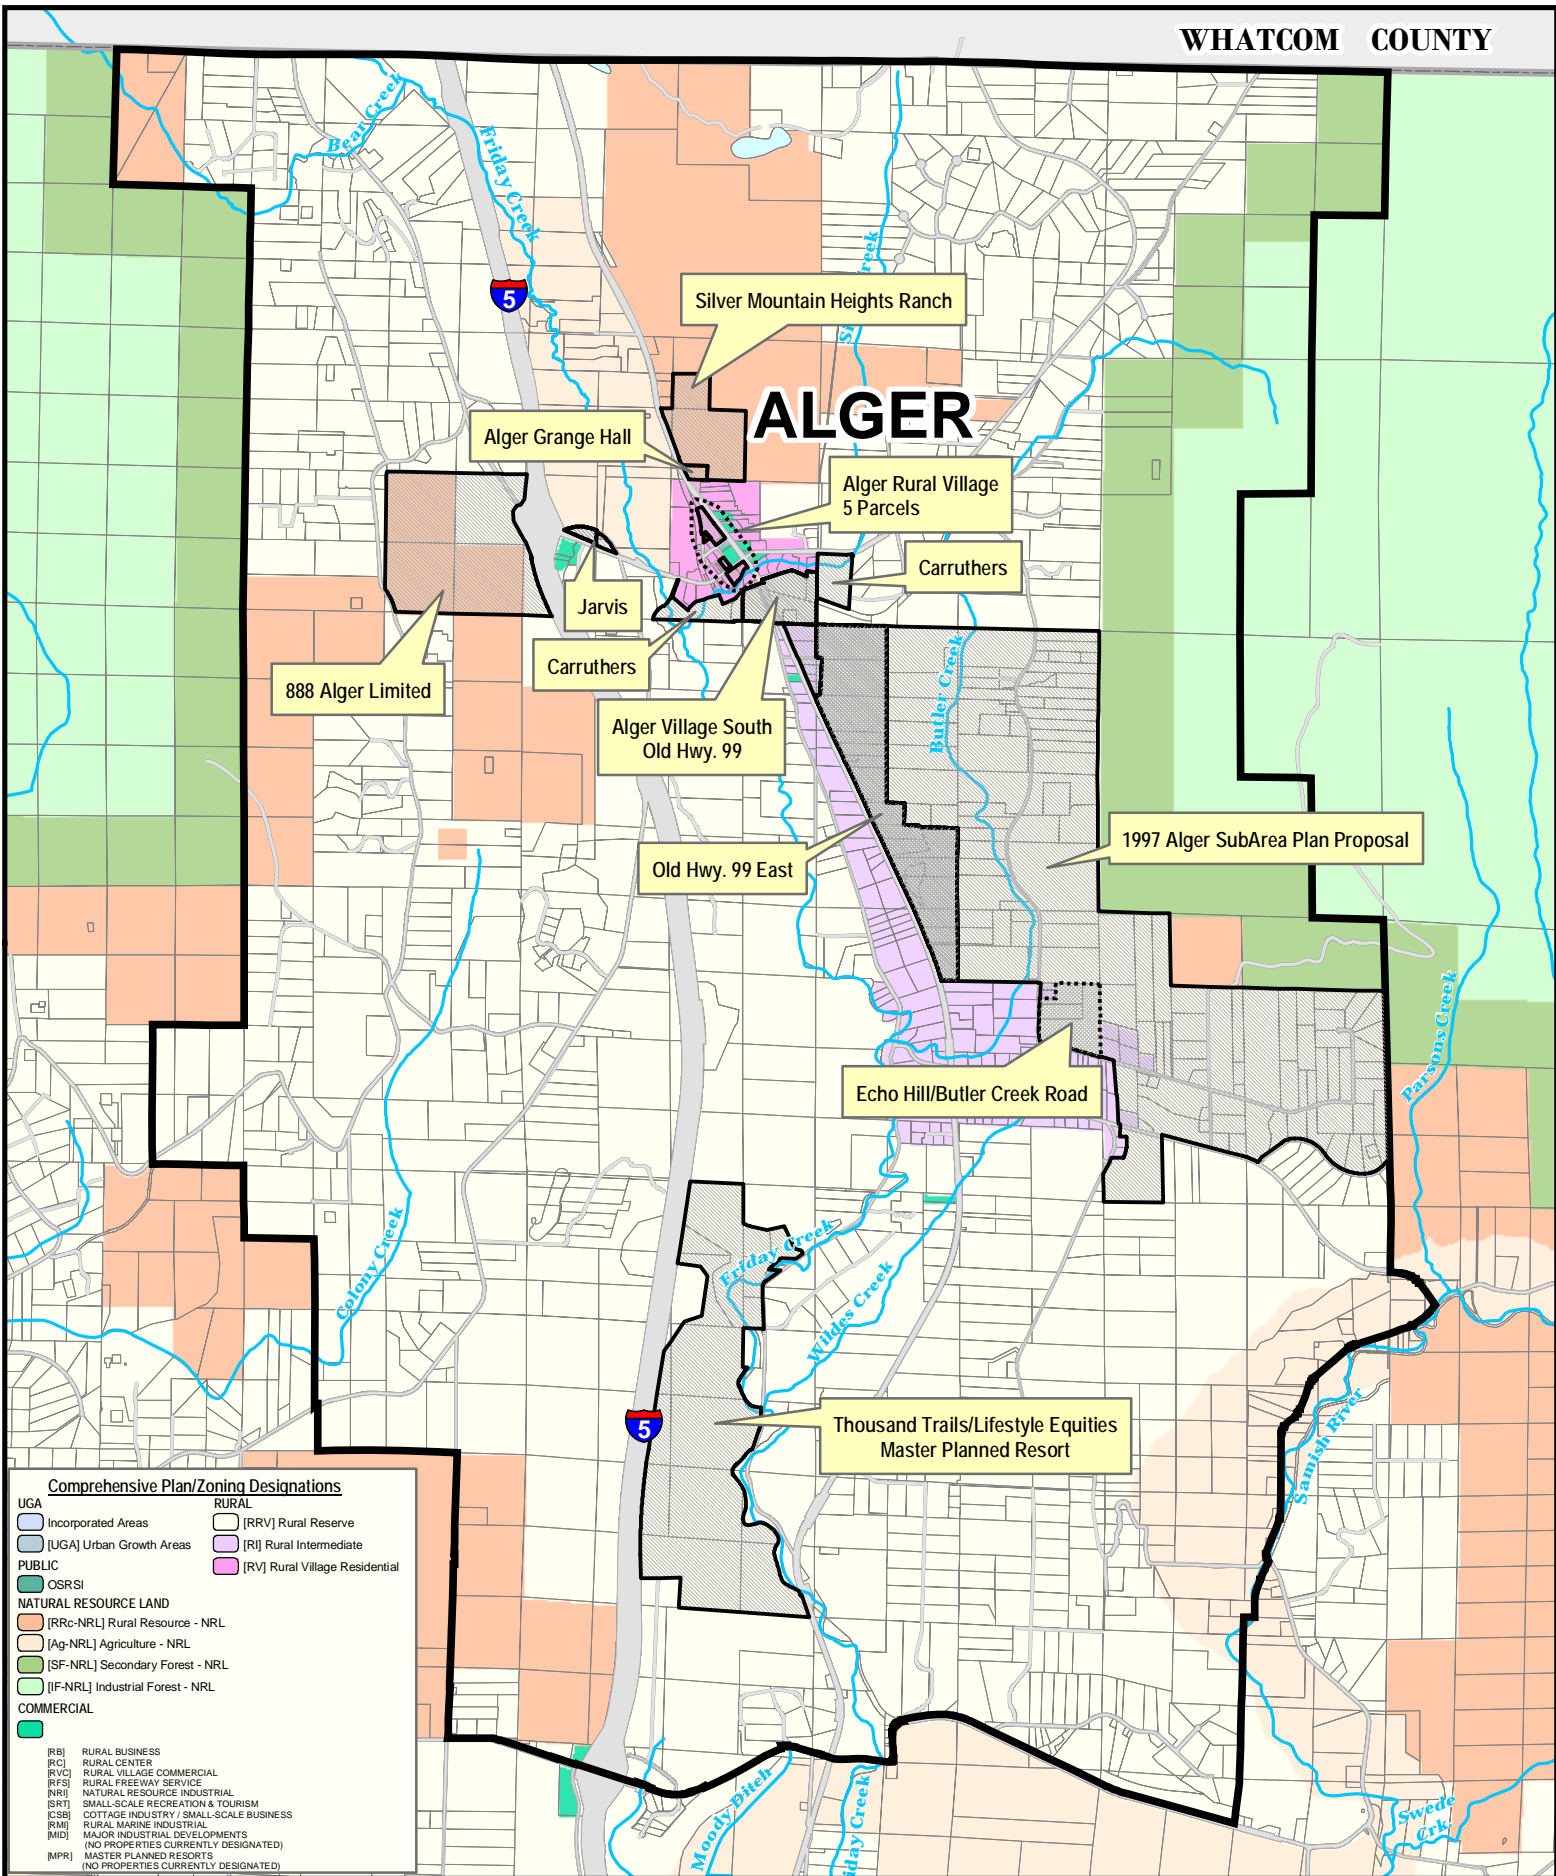 WHATCOM COUNTY
Bear Creek
Friday Creek
5
Silver Mountain Heights Ranch
ALGER
Alger Grange Hall
Alger Rural Village
5 Parcels
Carruthers
Jarvis
Carruthers
888 Alger Limited
Alger Village South
Old Hwy. 99
Butler Creek
Old Hwy. 99 East
1997 Alger SubArea Plan Proposal
Parsons Creek
Echo Hill/Butler Creek Road
Colony Creek
Friday Creek
Wildes Creek
Thousand Trails/Lifestyle Equities
Master Planned Resort
5
Samish River
Comprehensive Plan/Zoning Designations
UGA
Incorporated Areas
[UGA] Urban Growth Areas
PUBLIC
OSRSI
RURAL
[RRV] Rural Reserve
[RI] Rural Intermediate
[RV] Rural Village Residential
NATURAL RESOURCE LAND
[RRc-NRL] Rural Resource - NRL
[Ag-NRL] Agriculture - NRL
[SF-NRL] Secondary Forest - NRL
[IF-NRL] Industrial Forest - NRL
COMMERCIAL
[RB] RURAL BUSINESS
[RC] RURAL CENTER
[RVC] RURAL VILLAGE COMMERCIAL
[RFS] RURAL FREEWAY SERVICE
[NRI] NATURAL RESOURCE INDUSTRIAL
[SRT] SMALL-SCALE RECREATION & TOURISM
[CSB] COTTAGE INDUSTRY / SMALL-SCALE BUSINESS
[RMI] RURAL MARINE INDUSTRIAL
[MID] MAJOR INDUSTRIAL DEVELOPMENTS
(NO PROPERTIES CURRENTLY DESIGNATED)
[MPR] MASTER PLANNED RESORTS
(NO PROPERTIES CURRENTLY DESIGNATED)
Moody Ditch
Creek
Swede
Crk.